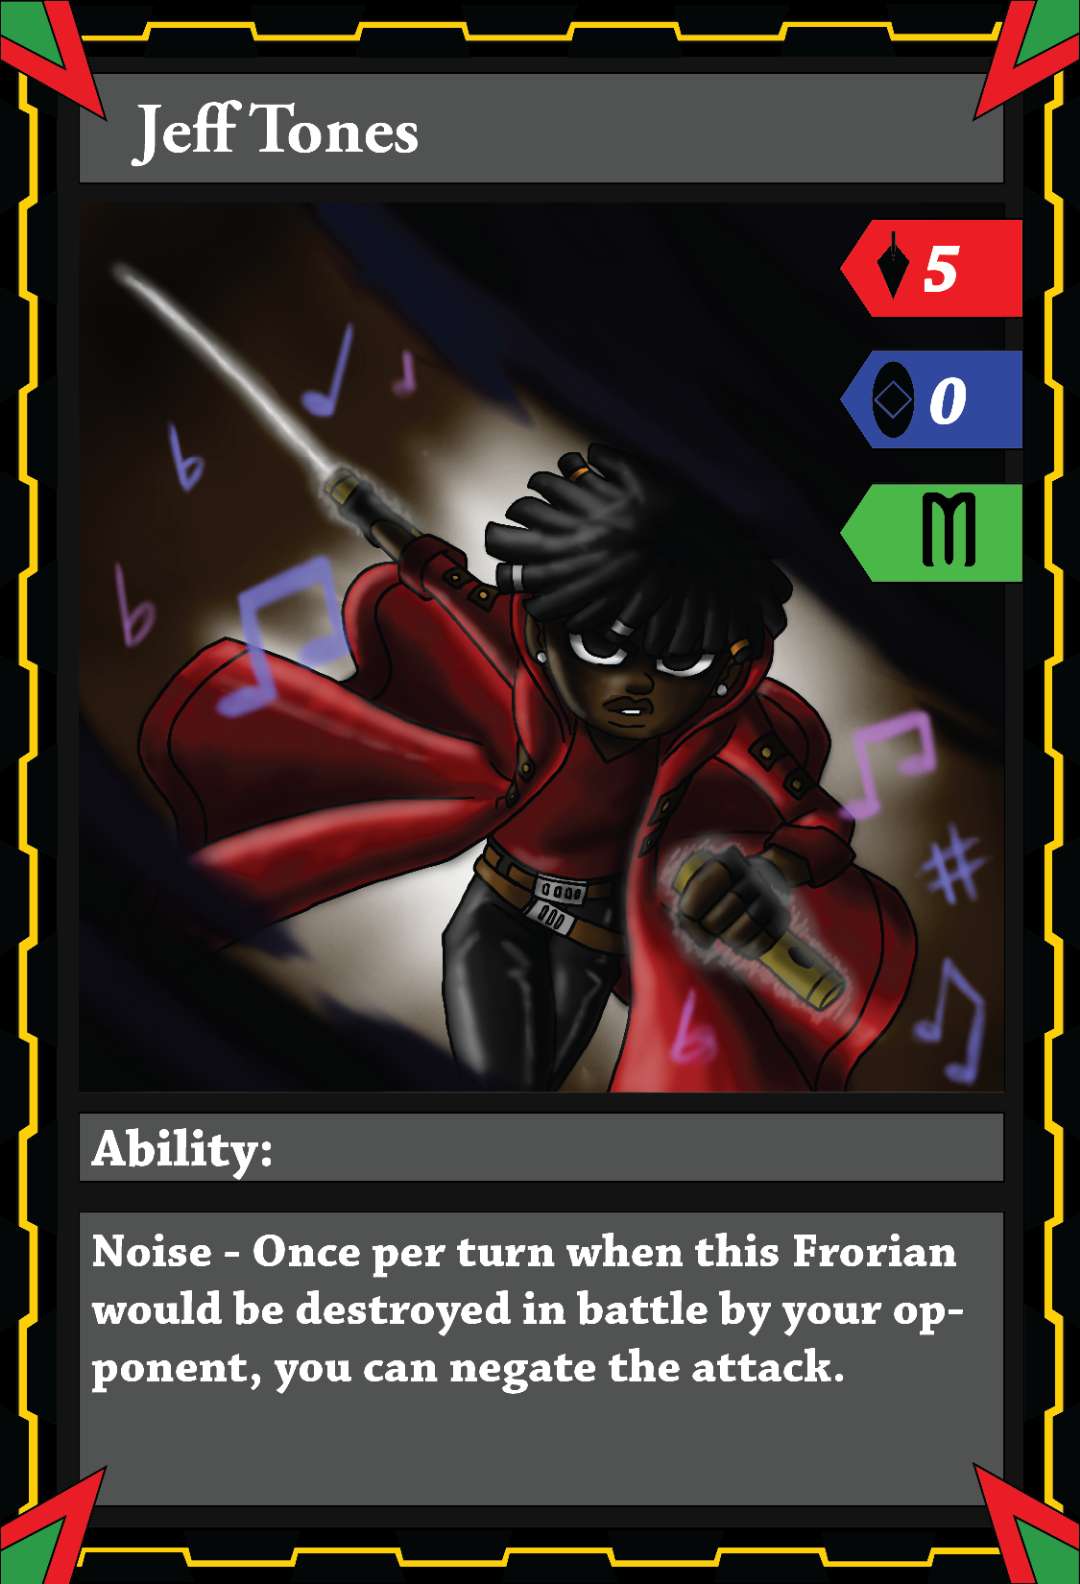 Jeff Tones
5
0
Ability:
Noise - Once per turn when this Frorian
would be destroyed in battle by your op-
ponent, you can negate the attack.